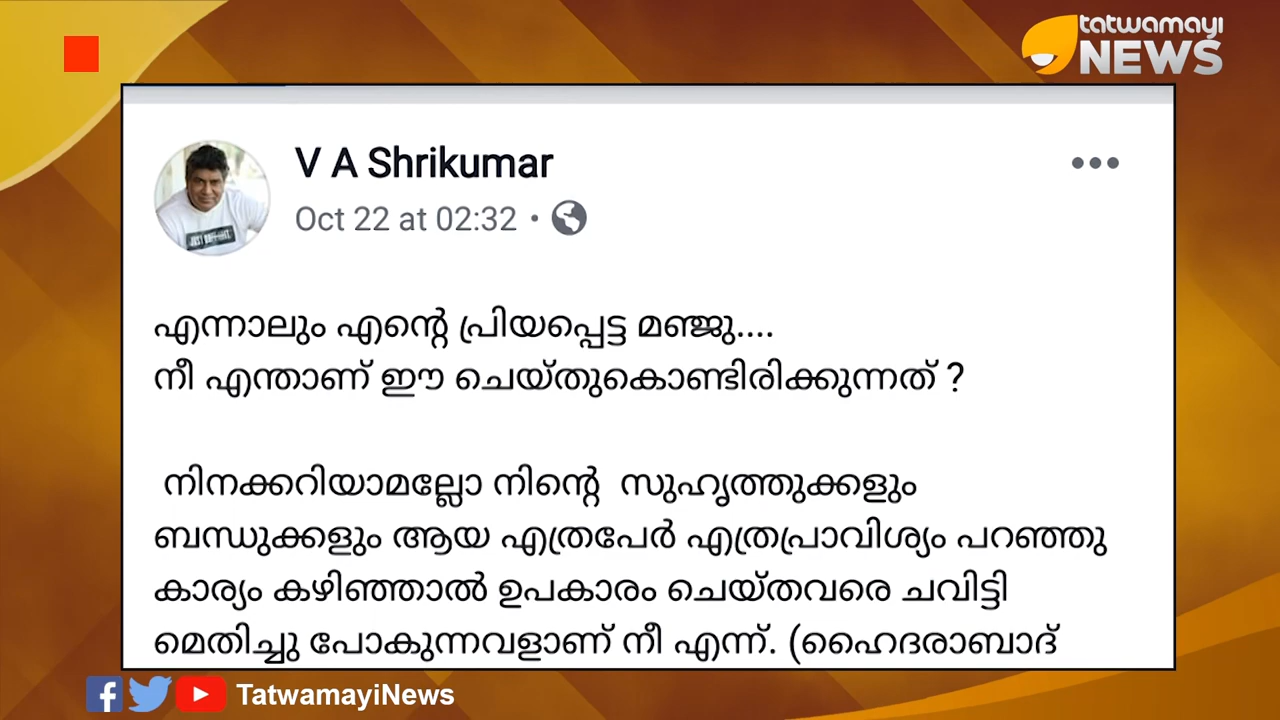 tatwamayi
NEWS
V A Shrikumar
Oct 22 at 02:32 •
എന്നാലും എന്റെ പ്രിയപ്പെട്ട മഞ്ജു....
നീ എന്താണ് ഈ ചെയ്തുകൊണ്ടിരിക്കുന്നത് ?
നിനക്കറിയാമല്ലോ നിന്റെ സുഹൃത്തുക്കളും
ബന്ധുക്കളും ആയ എത്രപേർ എത്രപ്രാവിശ്യം പറഞ്ഞു
കാര്യം കഴിഞ്ഞാൽ ഉപകാരം ചെയ്തവരെ ചവിട്ടി
മെതിച്ചു പോകുന്നവളാണ് നീ എന്ന്. (ഹൈദരാബാദ്
TatwamayiNews